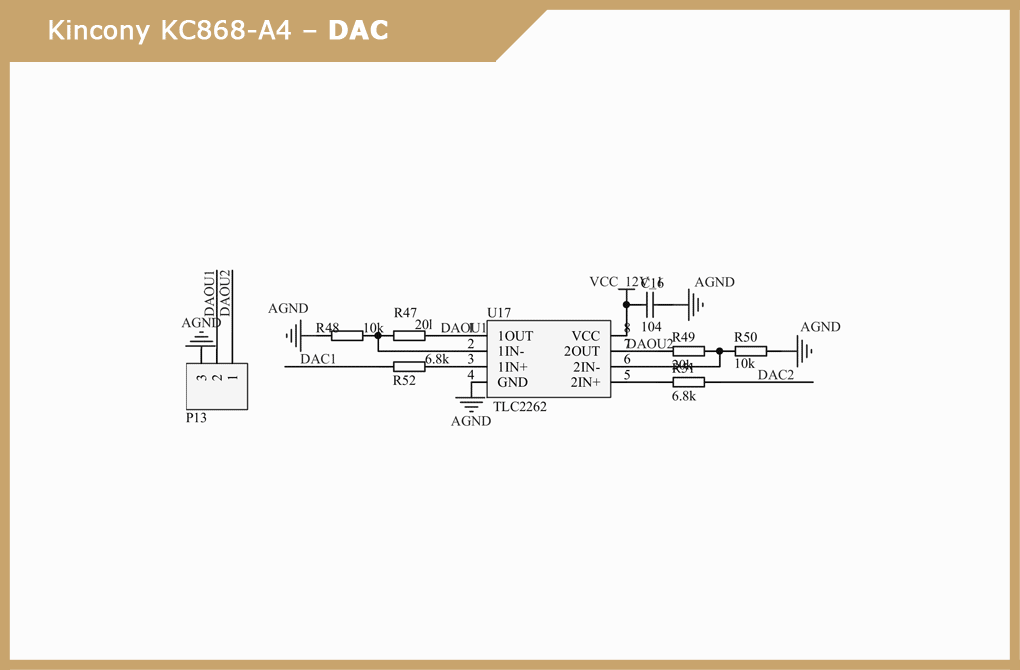 Kincony KC868-A4 – DAC
DAOU1
DAOU2
AGND
3
2
1
P13
AGND
R48
10k
R47
20l
DAOU1
1
2
DAC1
6.8k
3
R52
4
AGND
U17
1OUT
VCC
1IN-
2OUT
1IN+
2IN-
GND
2IN+
TLC2262
VCC_12V_1
C16
AGND
104
8
7
DAOU2
R49
R50
AGND
6
20k
10k
R51
5
DAC2
6.8k